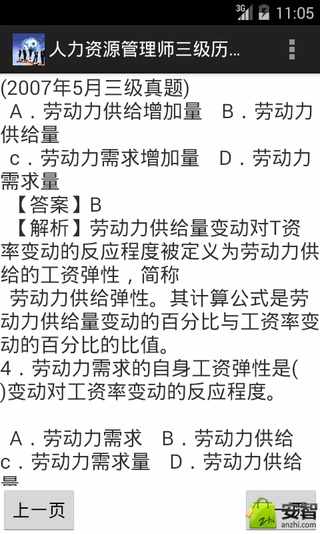 3G 11:05
人力资源管理师三级历...
(2007年5月三级真题)
A．劳动力供给增加量 B．劳动力
供给量
c．劳动力需求增加量 D．劳动力
需求量
【答案】B
【解析】劳动力供给量变动对T资
率变动的反应程度被定义为劳动力供
给的工资弹性，简称
劳动力供给弹性。其计算公式是劳
动力供给量变动的百分比与工资率变
动的百分比的比值。
4．劳动力需求的自身工资弹性是(
)变动对工资率变动的反应程度。
A．劳动力需求 B．劳动力供给
c．劳动力需求量 D．劳动力供给
量
上一页
安智
anzhi.com